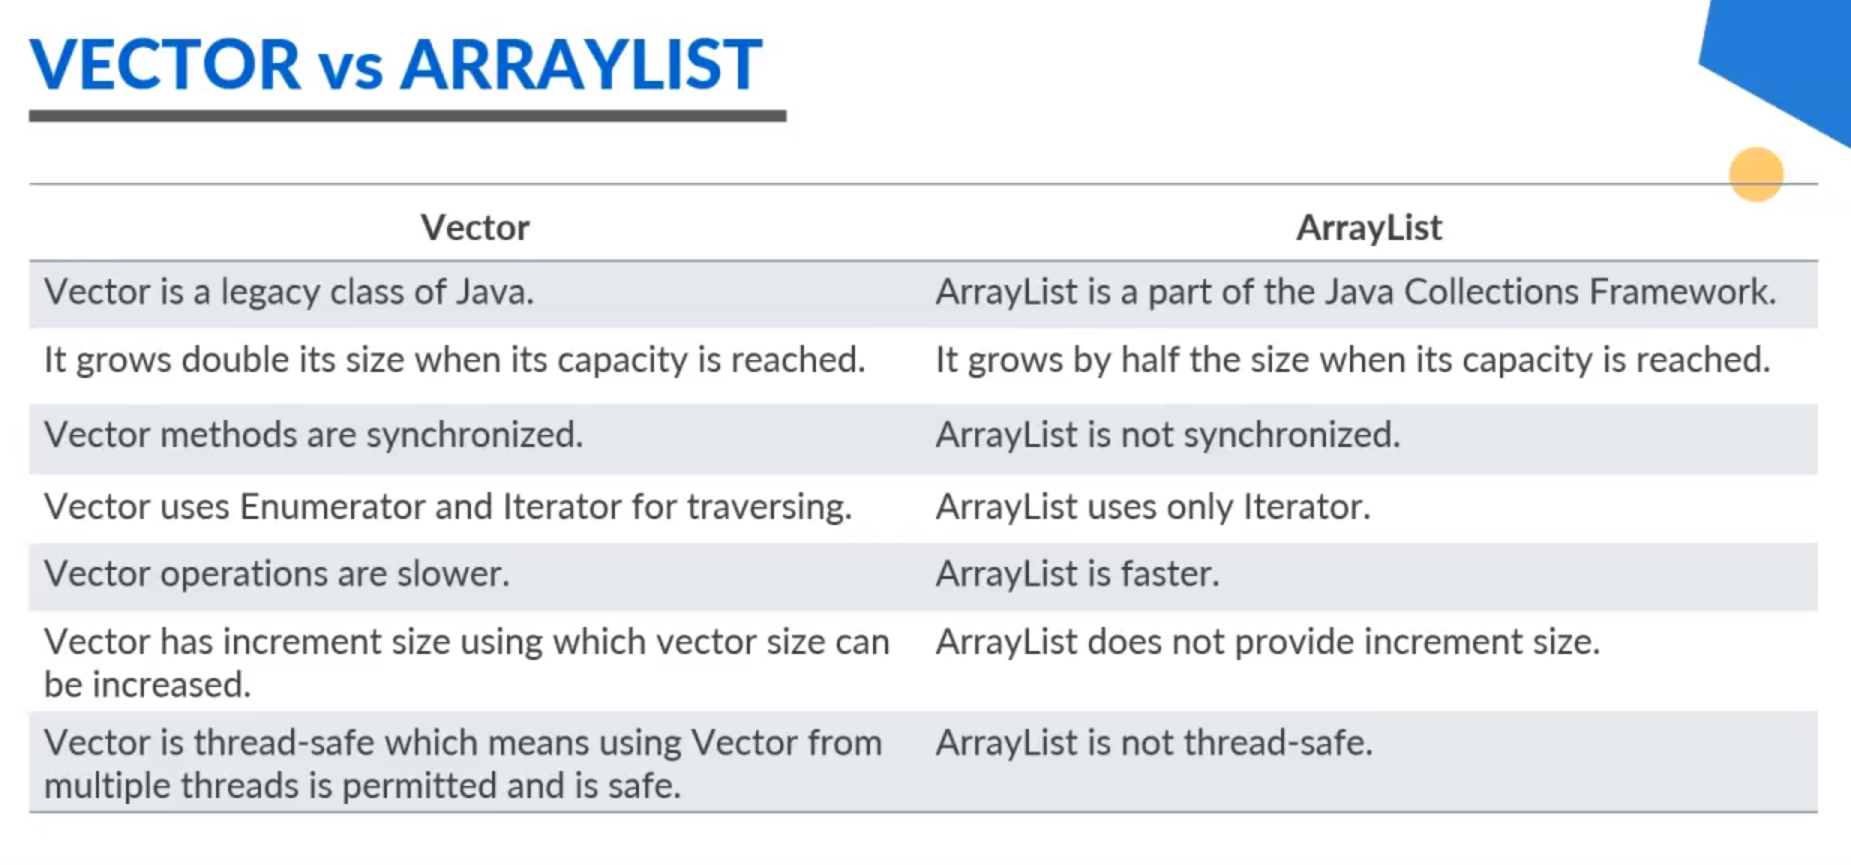 VECTOR vs ARRAYLIST
Vector
ArrayList
Vector is a legacy class of Java.
ArrayList is a part of the Java Collections Framework.
It grows double its size when its capacity is reached.
It grows by half the size when its capacity is reached.
Vector methods are synchronized.
ArrayList is not synchronized.
Vector uses Enumerator and Iterator for traversing.
ArrayList uses only Iterator.
Vector operations are slower.
ArrayList is faster.
Vector has increment size using which vector size can
be increased.
ArrayList does not provide increment size.
Vector is thread-safe which means using Vector from
multiple threads is permitted and is safe.
ArrayList is not thread-safe.